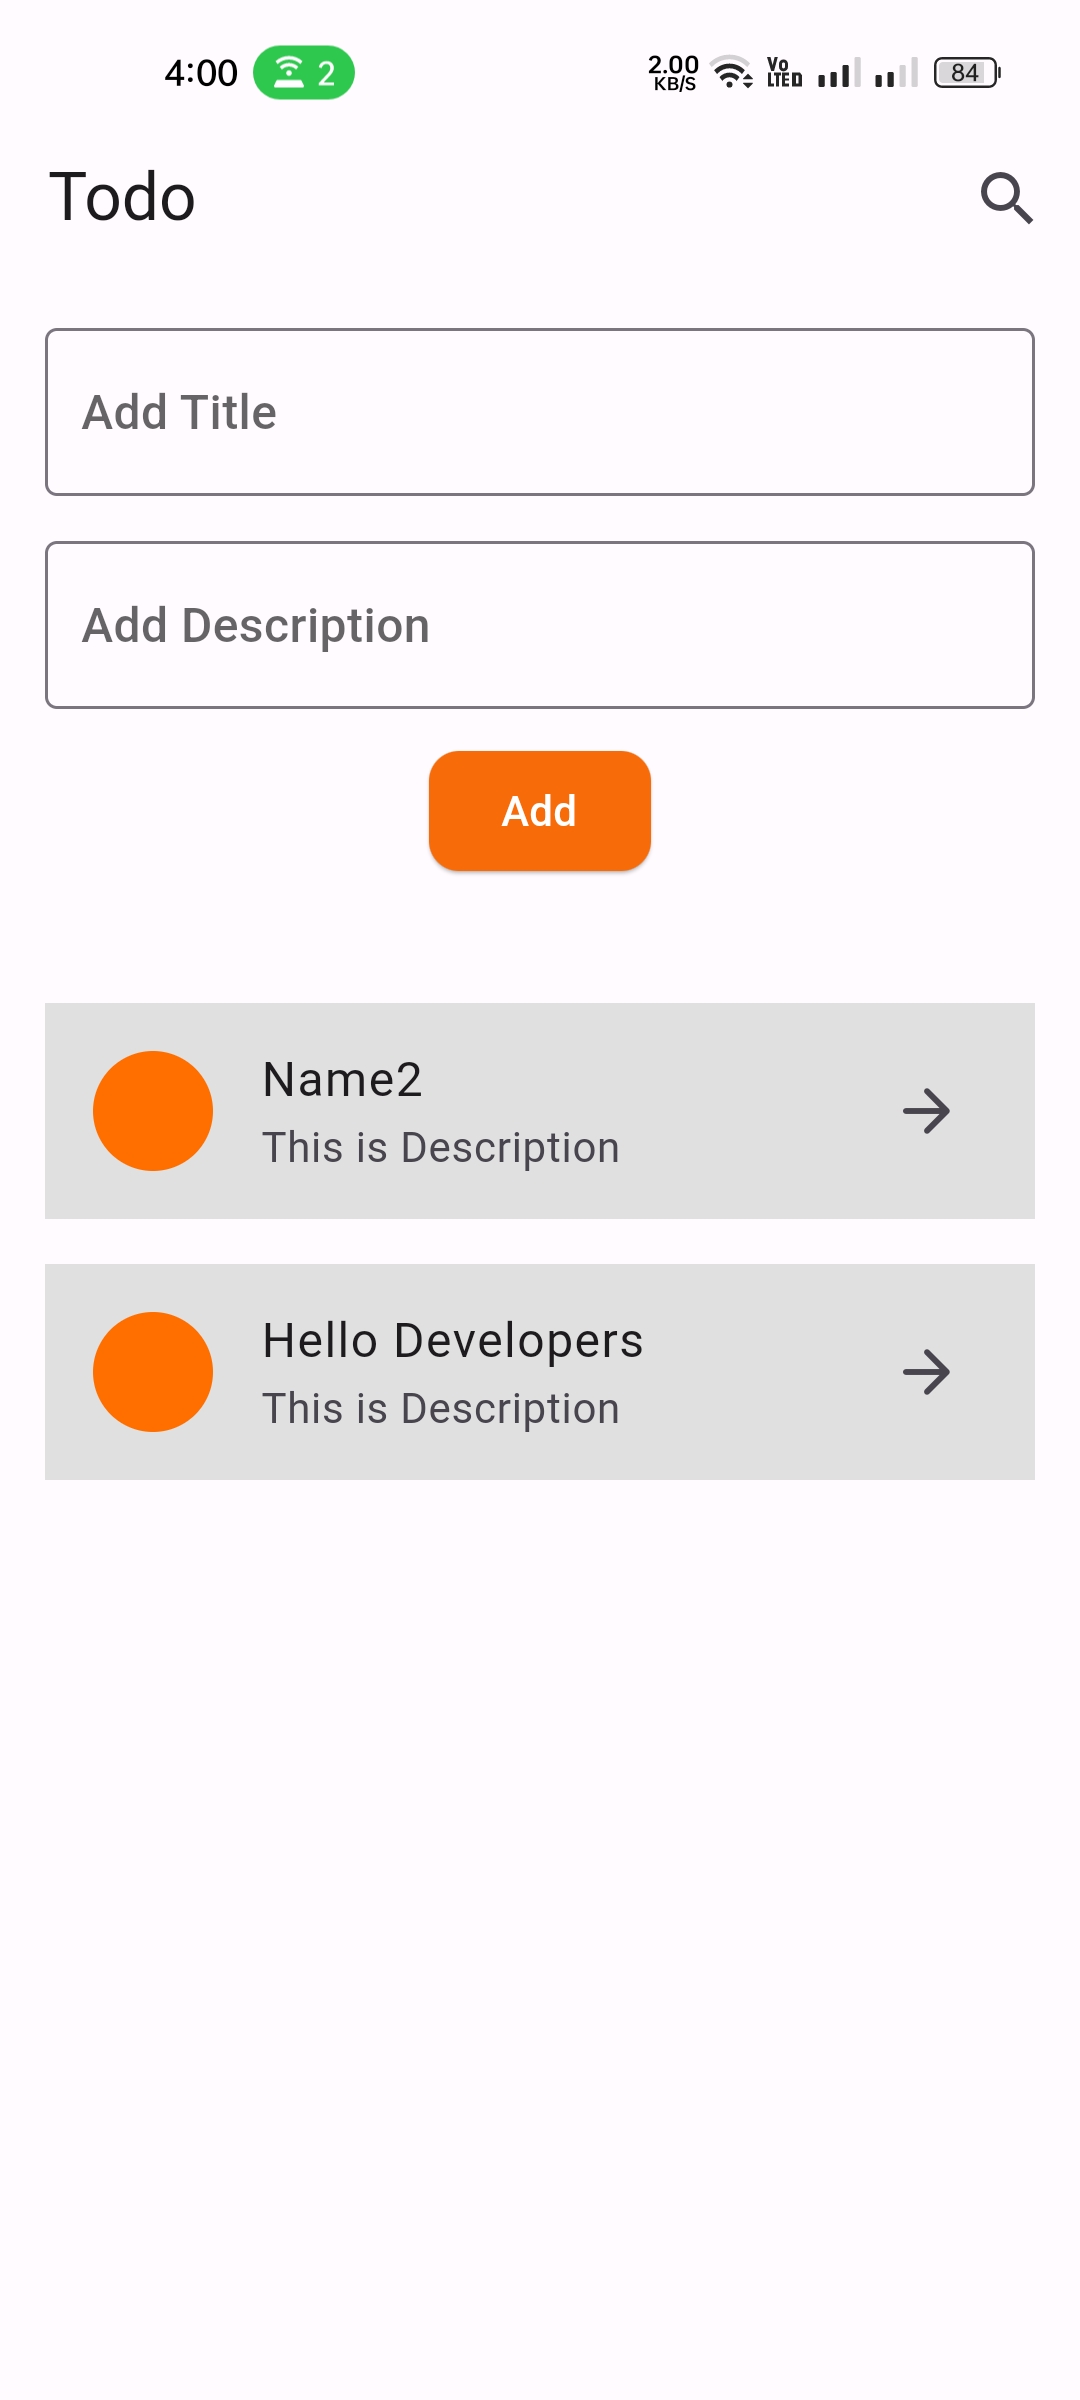 4:00 2 2.00 KB/S Vo LTE D 84
Todo
Add Title
Add Description
Add
Name2
This is Description
Hello Developers
This is Description